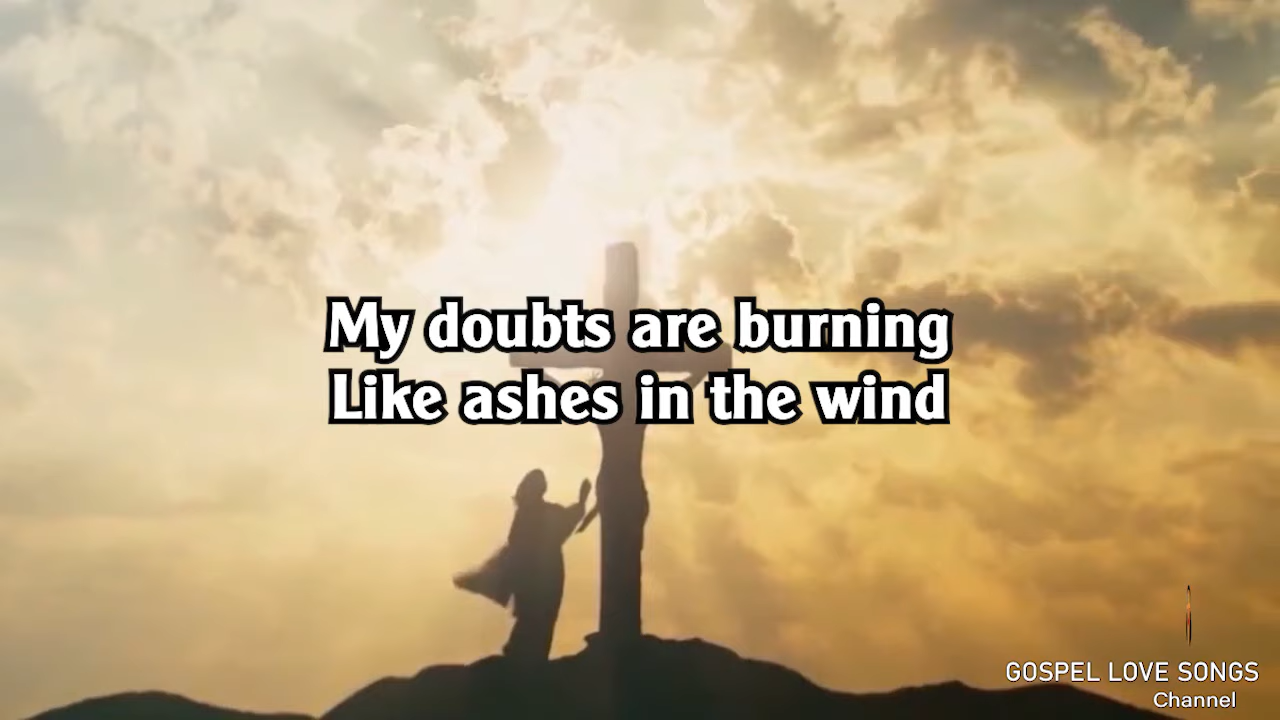 My doubts are burning
Like ashes in the wind
GOSPEL LOVE SONGS
Channel